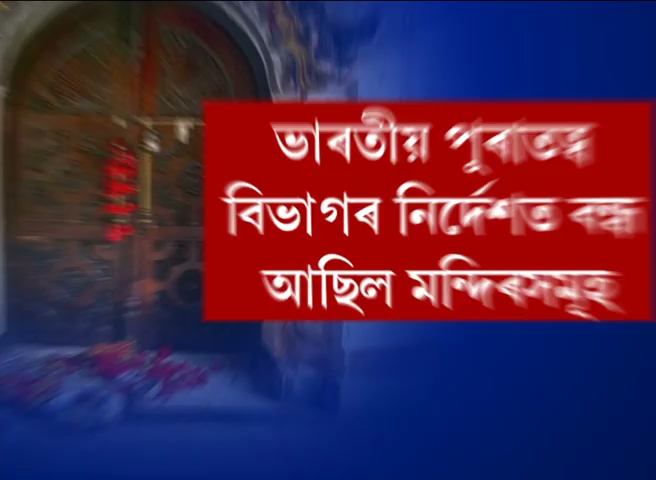 ভাৰতীয় পুৰাতত্ত্ব
বিভাগৰ নিৰ্দেশত বন্ধ
আছিল মন্দিৰসমূহ